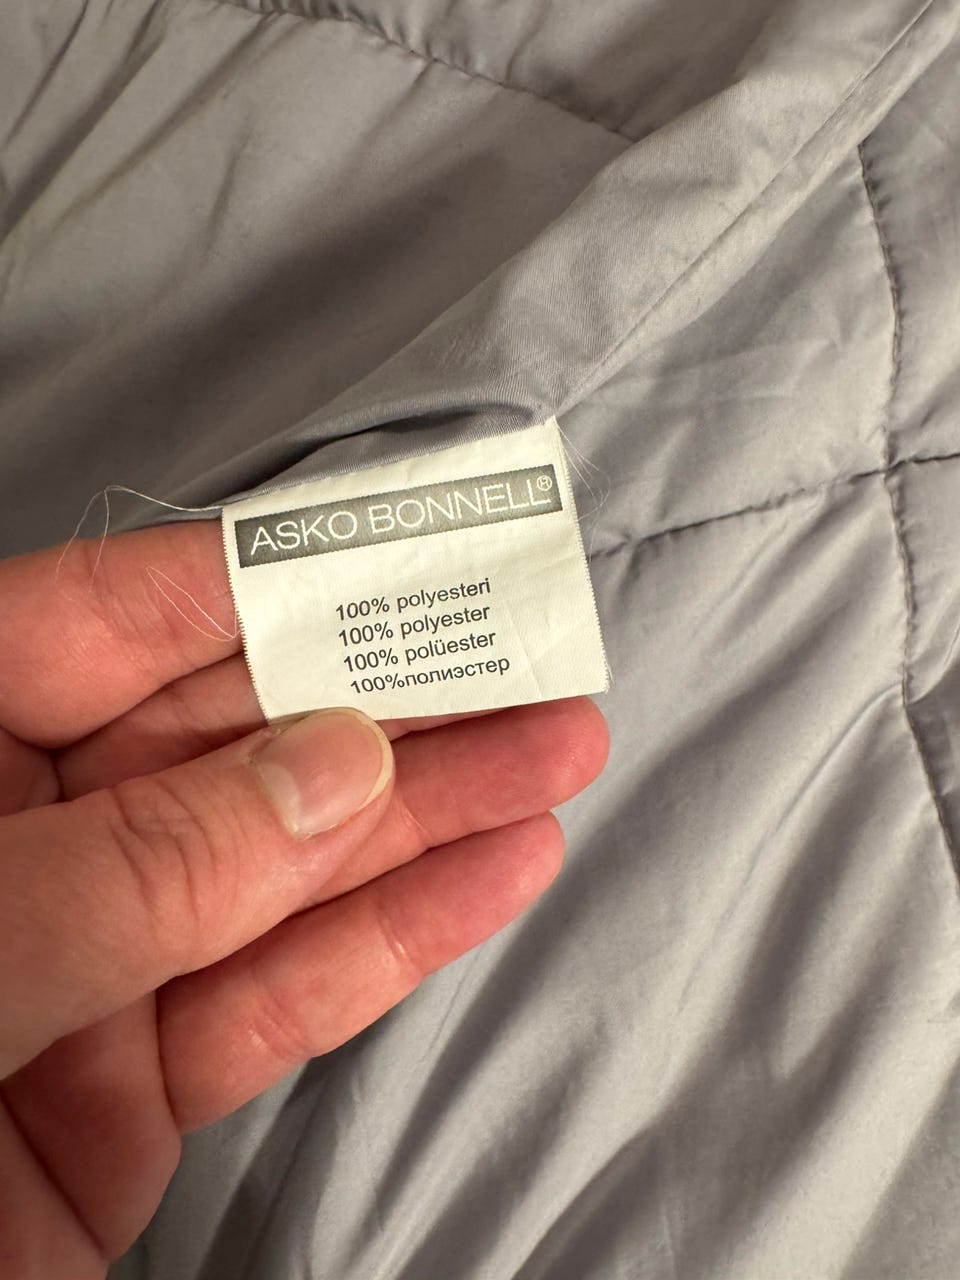 ASKO BONNELL®
100% polyesteri
100% polyester
100% polüester
100%полиэстер